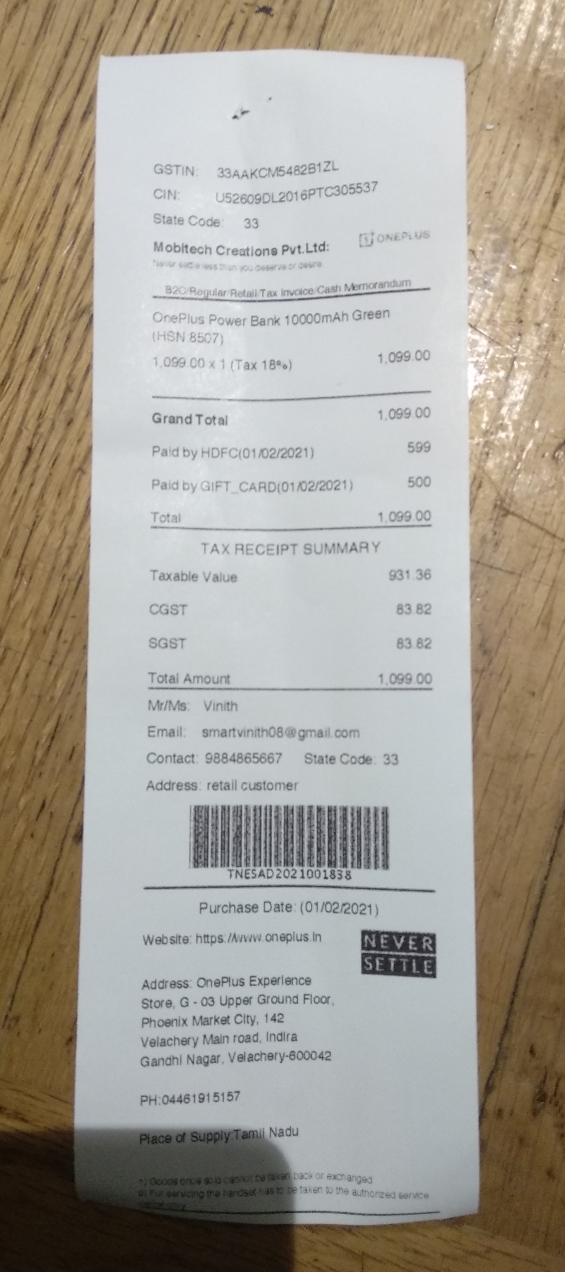 GSTIN: 33AAKCM5482B1ZL
CIN: U52609DL2016PTC305537
State Code: 33
Mobitech Creations Pvt.Ltd: ONEPLUS
Never settle less than you deserve or desire.
B2C/Regular/Retail/Tax Invoice/Cash Memorandum
OnePlus Power Bank 10000mAh Green
(HSN 8507)
1,099.00 x 1 (Tax 18%) 1,099.00
Grand Total 1,099.00
Paid by HDFC(01/02/2021) 599
Paid by GIFT_CARD(01/02/2021) 500
Total 1,099.00
TAX RECEIPT SUMMARY
Taxable Value 931.36
CGST 83.82
SGST 83.82
Total Amount 1,099.00
Mr/Ms: Vinith
Email: smartvinith08@gmail.com
Contact: 9884865667 State Code: 33
Address: retail customer
TNESAD2021001838
Purchase Date: (01/02/2021)
Website: https://www.oneplus.in
NEVER
SETTLE
Address: OnePlus Experience
Store, G - 03 Upper Ground Floor,
Phoenix Market City, 142
Velachery Main road, Indira
Gandhi Nagar, Velachery-600042
PH:04461915157
Place of Supply:Tamil Nadu
Goods once sold cannot be taken back or exchanged
For servicing the handset has to be taken to the authorized service